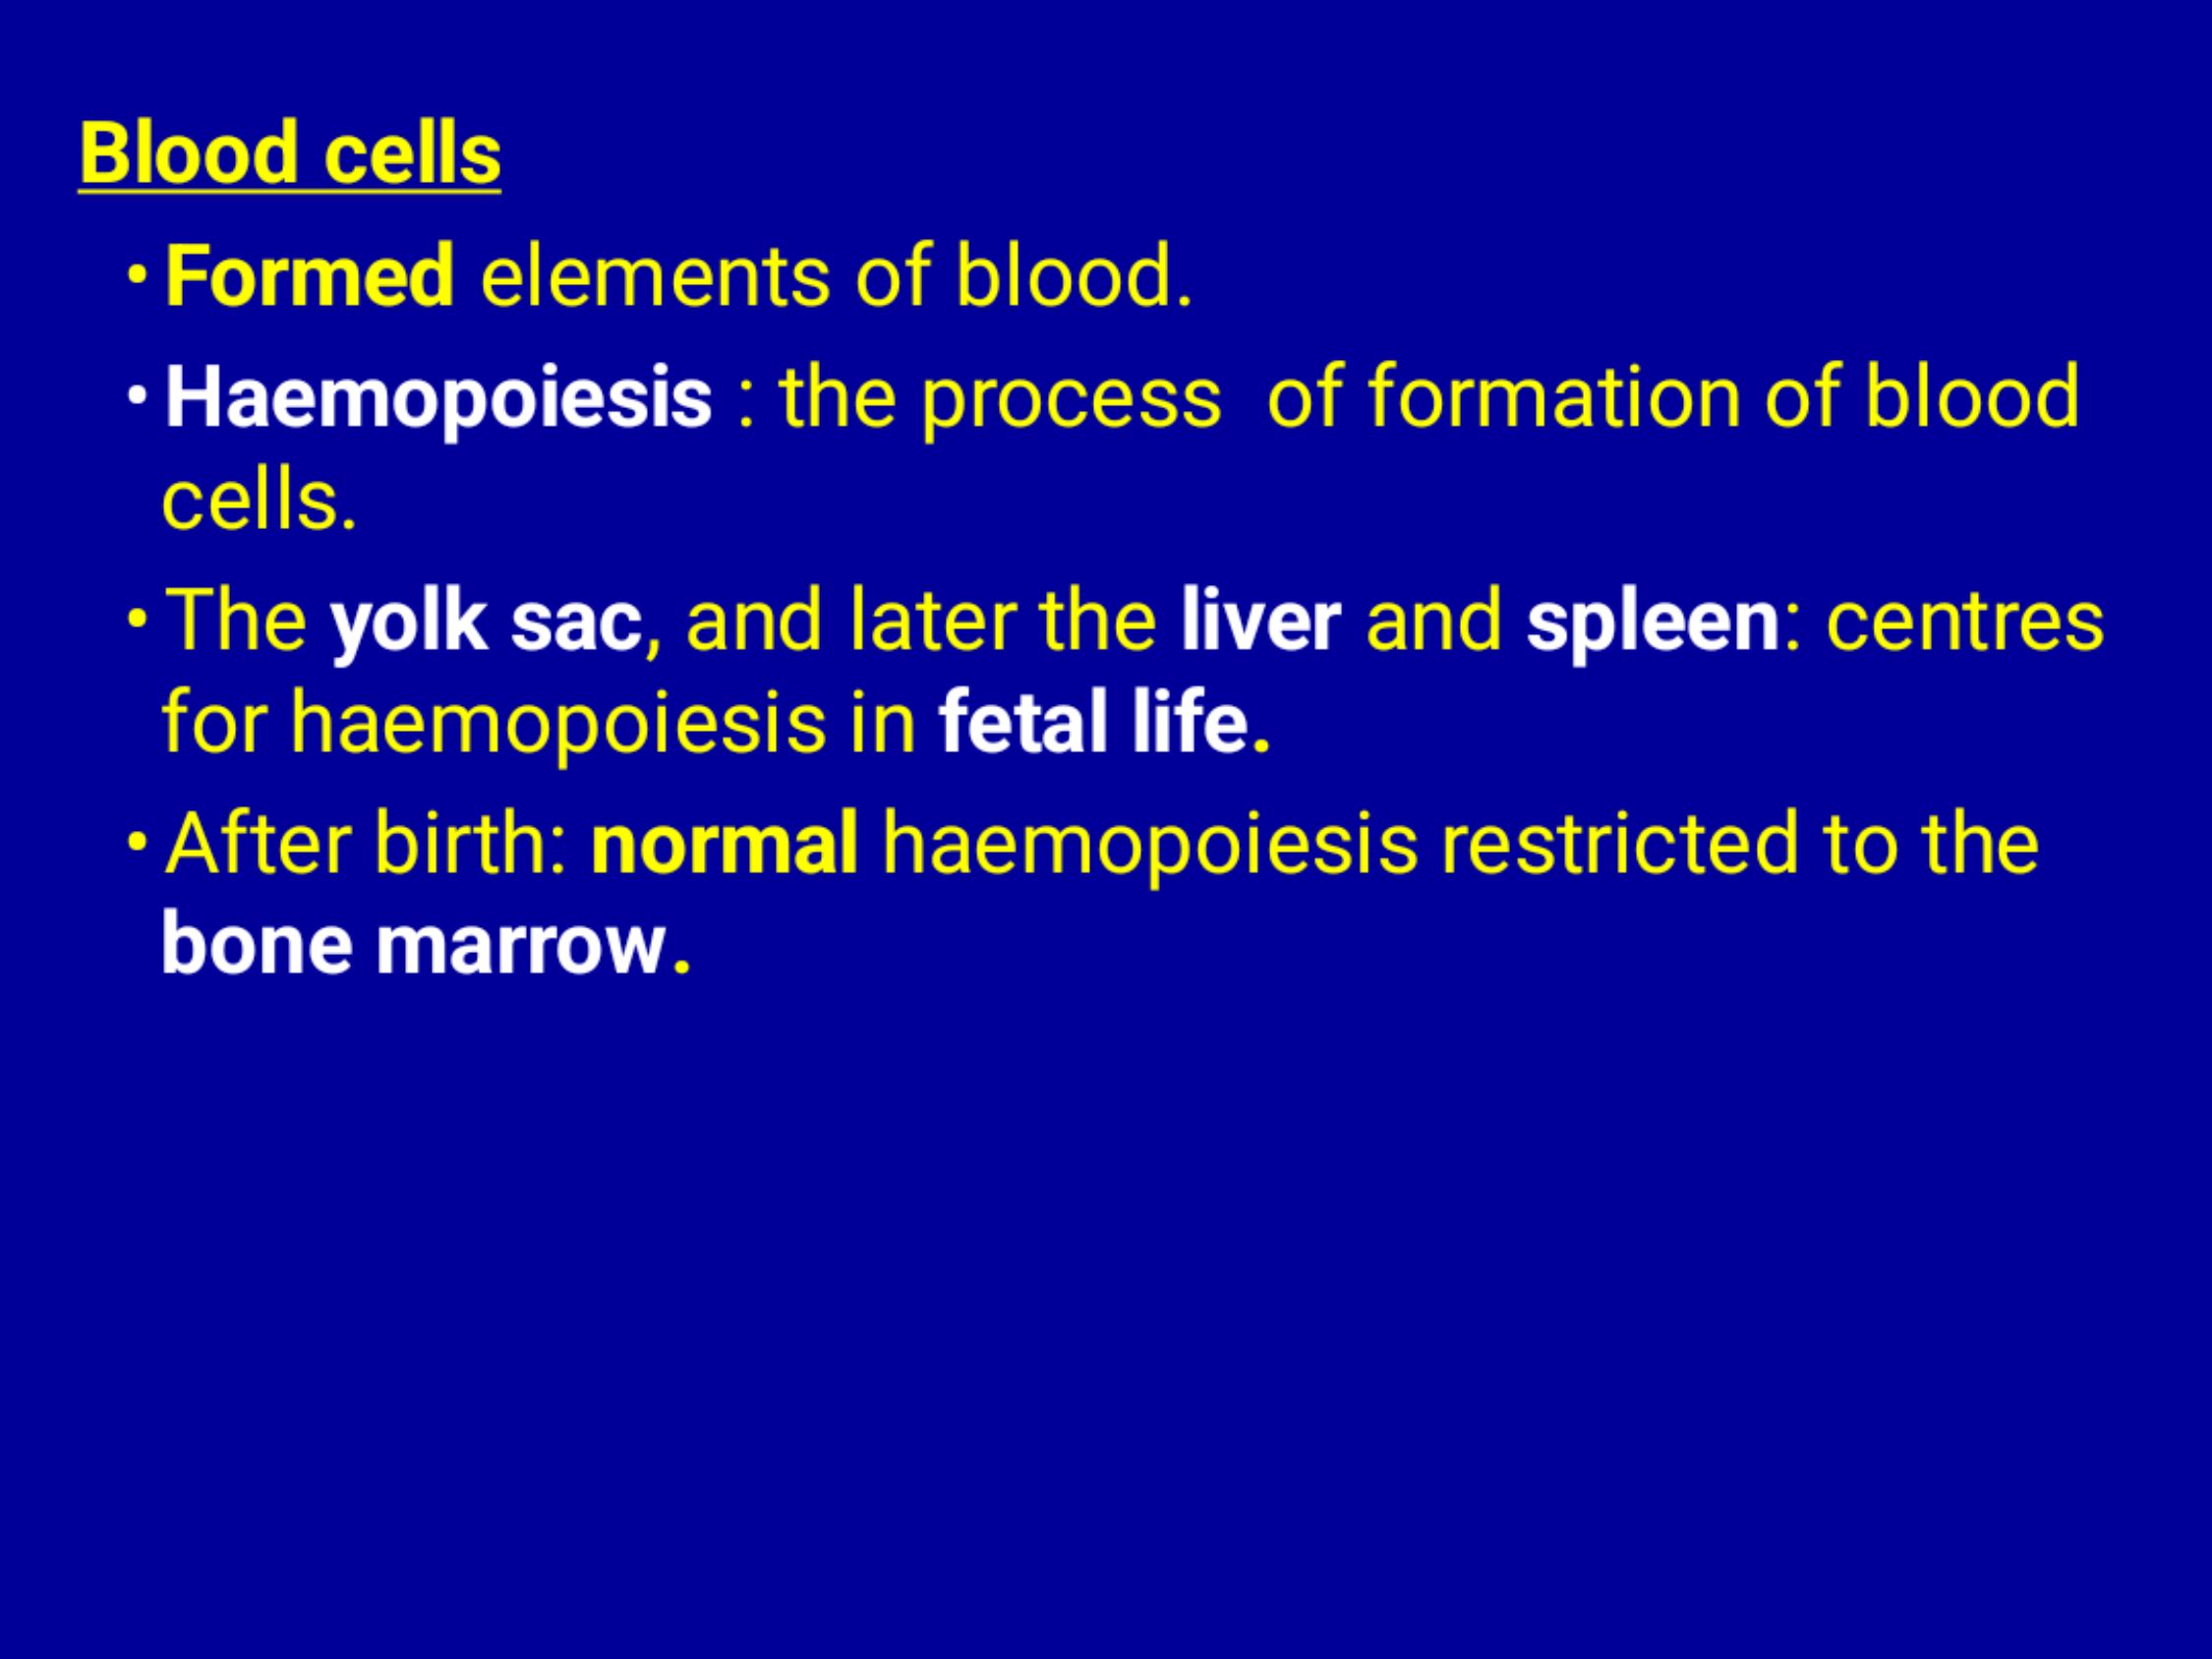 Blood cells
• Formed elements of blood.
• Haemopoiesis : the process  of formation of blood
cells.
• The yolk sac, and later the liver and spleen: centres
for haemopoiesis in fetal life.
• After birth: normal haemopoiesis restricted to the
bone marrow.